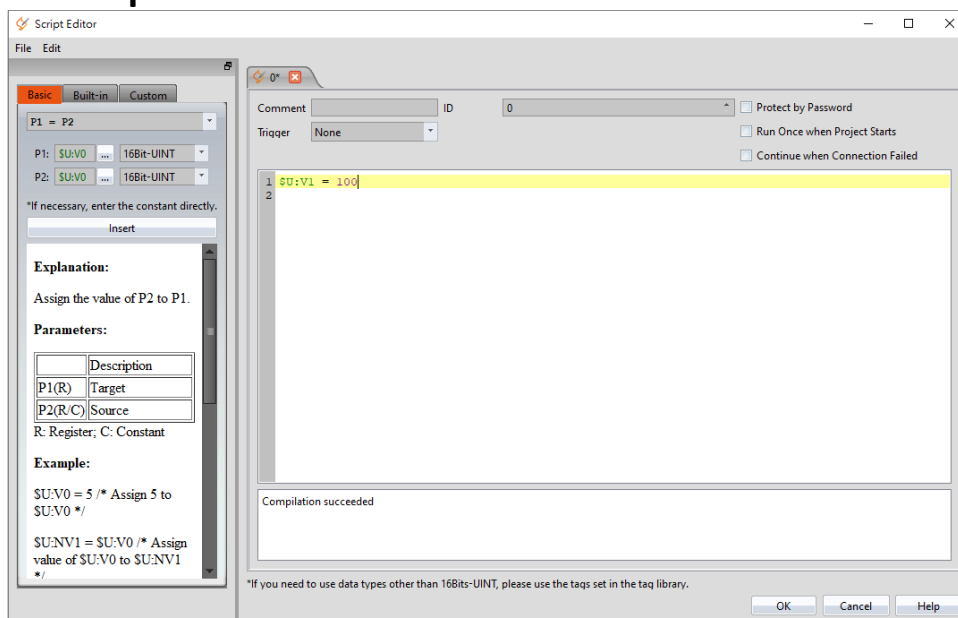 Script Editor
File Edit
Basic Built-in Custom
P1 = P2
P1: $U:V0 ... 16Bit-UINT
P2: $U:V0 ... 16Bit-UINT
*If necessary, enter the constant directly.
Insert
Explanation:
Assign the value of P2 to P1.
Parameters:
Description
P1(R) Target
P2(R/C) Source
R: Register; C: Constant
Example:
$U:V0 = 5 /* Assign 5 to
$U:V0 */
$U:NV1 = $U:V0 /* Assign
value of $U:V0 to $U:NV1
*/
0*
Comment ID 0 Protect by Password
Trigger None Run Once when Project Starts
Continue when Connection Failed
1 $U:V1 = 100
2
Compilation succeeded
*If you need to use data types other than 16Bits-UINT, please use the tags set in the tag library.
OK Cancel Help